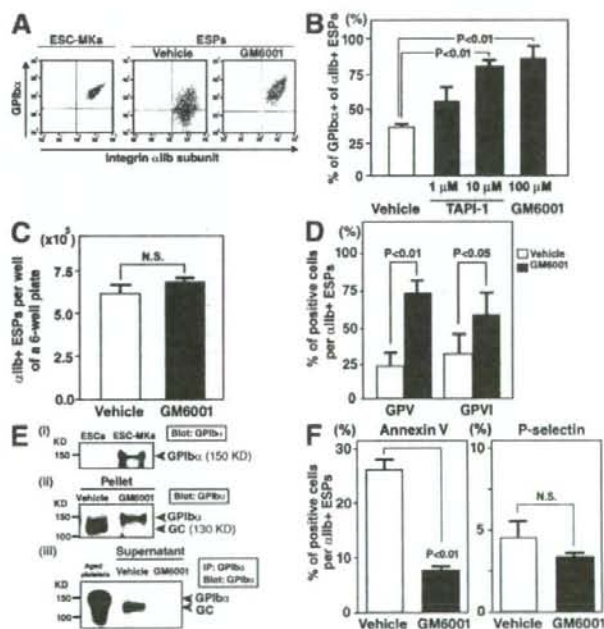 A
ESC-MKs
ESPs
Vehicle GM6001
GPIbα
Integrin αIIb subunit
B
(%)
100
75
50
25
0
% of GPIbα+ of αIIb+ ESPs
P<0.01
P<0.01
1 μM 10 μM 100 μM
Vehicle TAPI-1 GM6001
C
(x10⁵)
7.5
5.0
2.5
0.0
αIIb+ ESPs per well
of a 6-well plate
N.S.
Vehicle GM6001
D
(%)
100
75
50
25
0
% of positive cells
per αIIb+ ESPs
P<0.01 P<0.05
Vehicle
GM6001
GPV GPVI
E
(i)
ESCs ESC-MKs
Blot: GPIbα
KD
150
GPIbα (150 KD)
(ii)
Pellet
Vehicle GM6001
Blot: GPIbα
KD
150
100
GPIbα
GC (130 KD)
(iii)
Supernatant
Aged platelets
Vehicle GM6001
IP: GPIbα
Blot: GPIbα
KD
150
100
GPIbα
GC
F
(%) Annexin V
30
20
10
0
% of positive cells
per αIIb+ ESPs
P<0.01
Vehicle GM6001
(%) P-selectin
10
5
0
N.S.
Vehicle GM6001